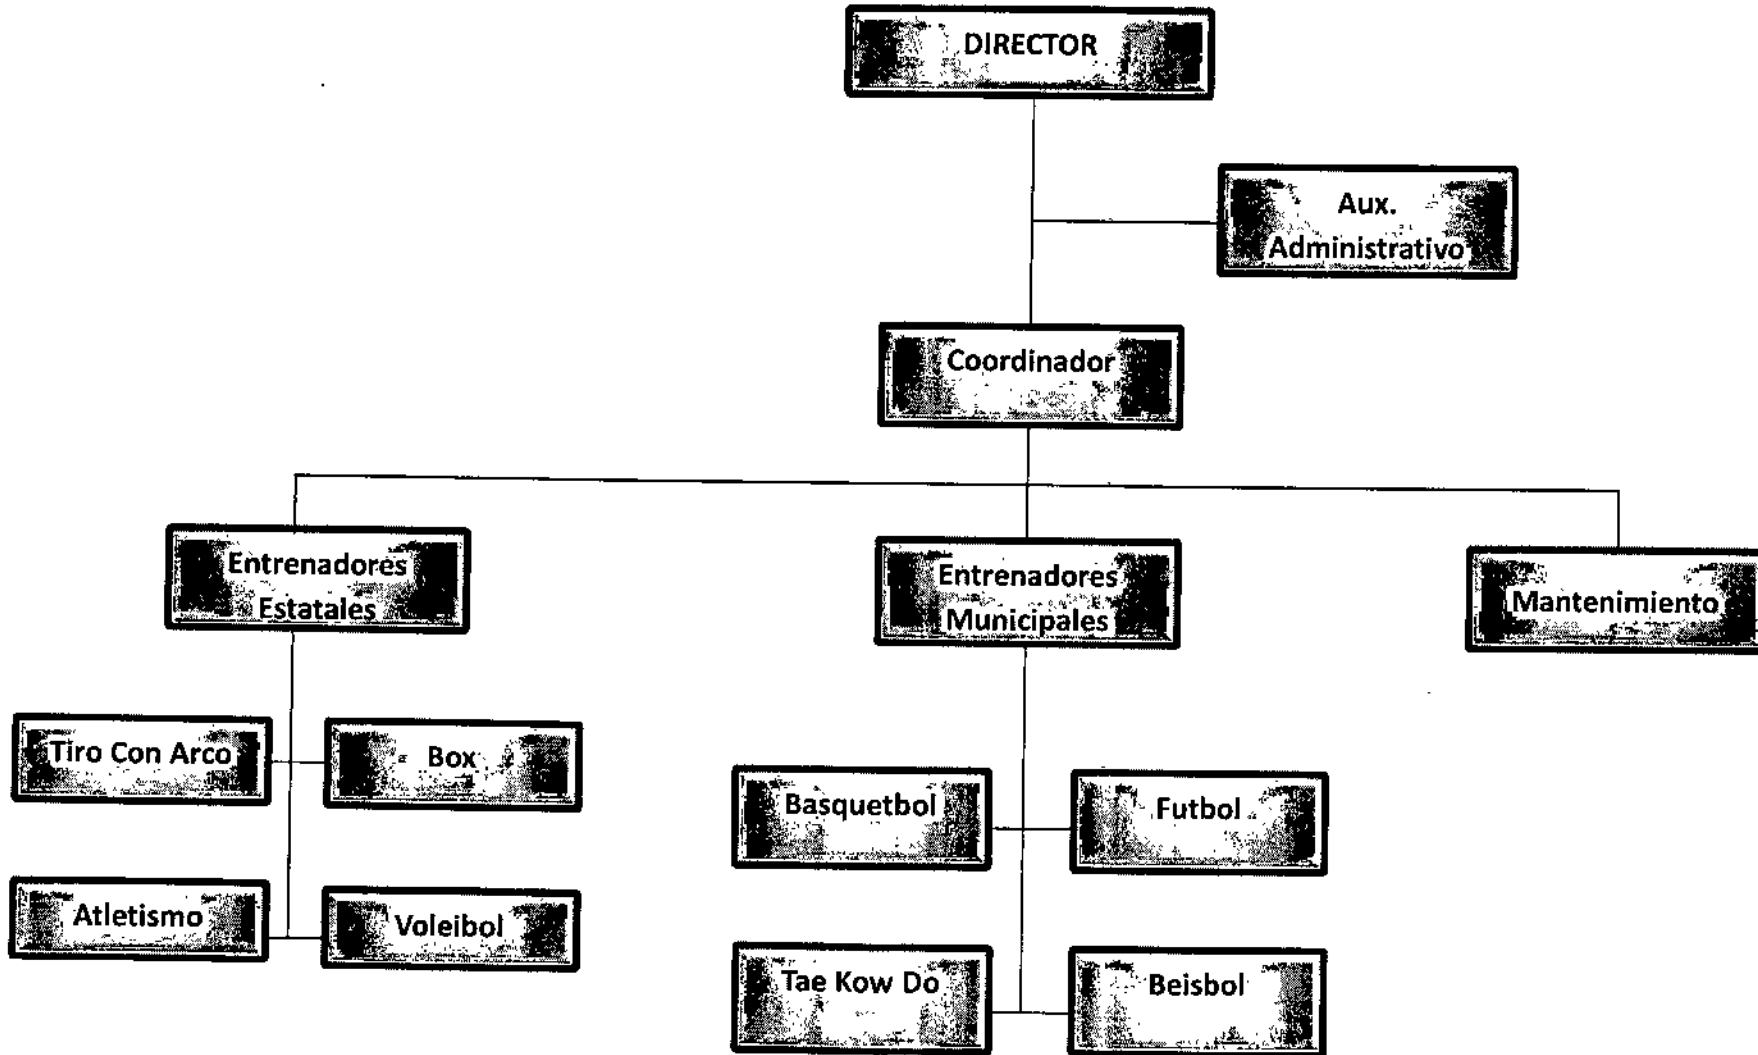 DIRECTOR
Aux.
Administrativo
Coordinador
Entrenadores
Estatales
Entrenadores
Municipales
Mantenimiento
Tiro Con Arco
Box
Basquetbol
Futbol
Atletismo
Voleibol
Tae Kow Do
Beisbol